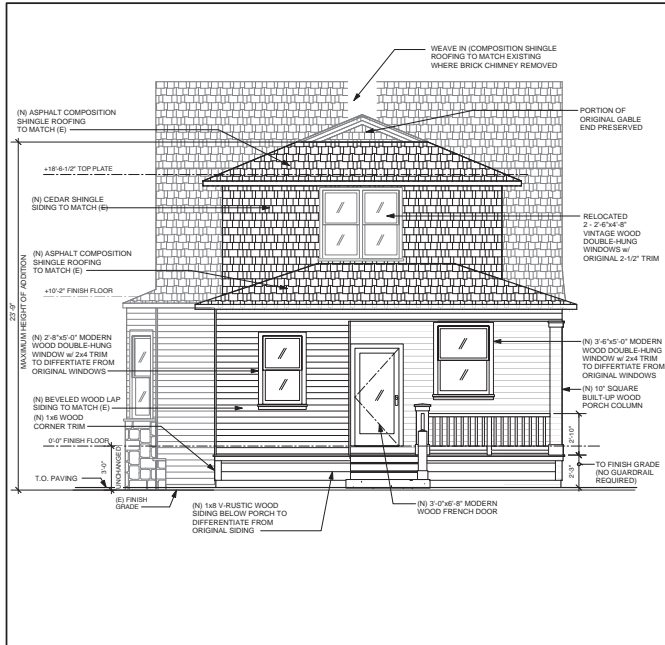 WEAVE IN (COMPOSITION SHINGLE
ROOFING TO MATCH EXISTING
WHERE BRICK CHIMNEY REMOVED
(N) ASPHALT COMPOSITION
SHINGLE ROOFING
TO MATCH (E)
PORTION OF
ORIGINAL GABLE
END PRESERVED
+18'-6-1/2" TOP PLATE
(N) CEDAR SHINGLE
SIDING TO MATCH (E)
RELOCATED
2 - 2'-6"x4'-8"
VINTAGE WOOD
DOUBLE-HUNG
WINDOWS w/
ORIGINAL 2-1/2" TRIM
(N) ASPHALT COMPOSITION
SHINGLE ROOFING
TO MATCH (E)
+10'-2" FINISH FLOOR
23'-9"
MAXIMUM HEIGHT OF ADDITION
(N) 2'-8"x5'-0" MODERN
WOOD DOUBLE-HUNG
WINDOW w/ 2x4 TRIM
TO DIFFERTIATE FROM
ORIGINAL WINDOWS
(N) 3'-6"x5'-0" MODERN
WOOD DOUBLE-HUNG
WINDOW w/ 2x4 TRIM
TO DIFFERTIATE FROM
ORIGINAL WINDOWS
(N) BEVELED WOOD LAP
SIDING TO MATCH (E)
(N) 1x6 WOOD
CORNER TRIM
(N) 10" SQUARE
BUILT-UP WOOD
PORCH COLUMN
0'-0" FINISH FLOOR
3'-0"
UNCHANGED
2'-10"
2'-3"
TO FINISH GRADE
(NO GUARDRAIL
REQUIRED)
T.O. PAVING
(E) FINISH
GRADE
(N) 1x8 V-RUSTIC WOOD
SIDING BELOW PORCH TO
DIFFERENTIATE FROM
ORIGINAL SIDING
(N) 3'-0"x6'-8" MODERN
WOOD FRENCH DOOR